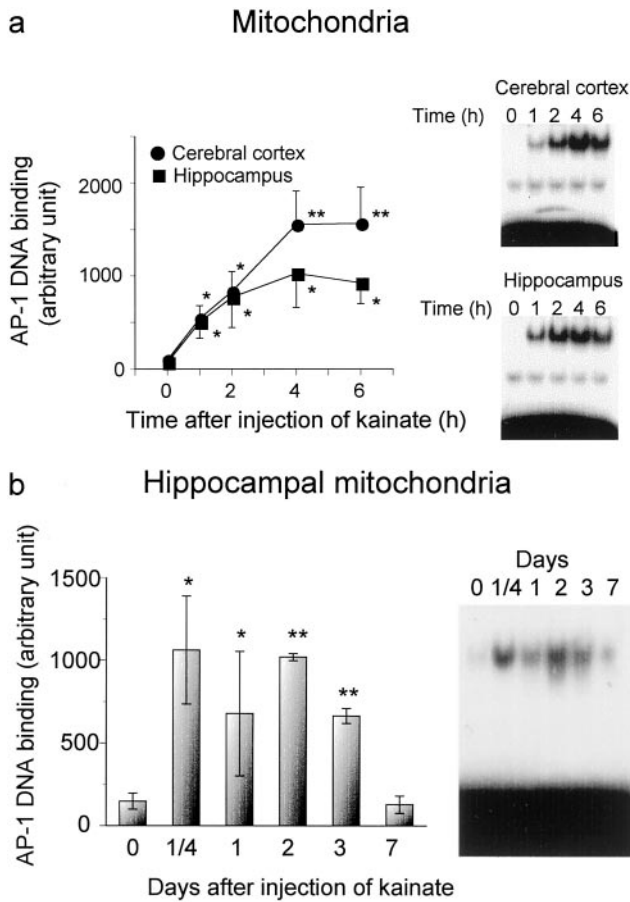 a
Mitochondria
AP-1 DNA binding
(arbitrary unit)
2000
1000
0
Cerebral cortex
Hippocampus
*
*
*
*
**
*
**
*
0 2 4 6
Time after injection of kainate (h)
Cerebral cortex
Time (h) 0 1 2 4 6
Hippocampus
Time (h) 0 1 2 4 6
b
Hippocampal mitochondria
AP-1 DNA binding (arbitrary unit)
1500
1000
500
0
*
*
**
**
0 1/4 1 2 3 7
Days after injection of kainate
Days
0 1/4 1 2 3 7